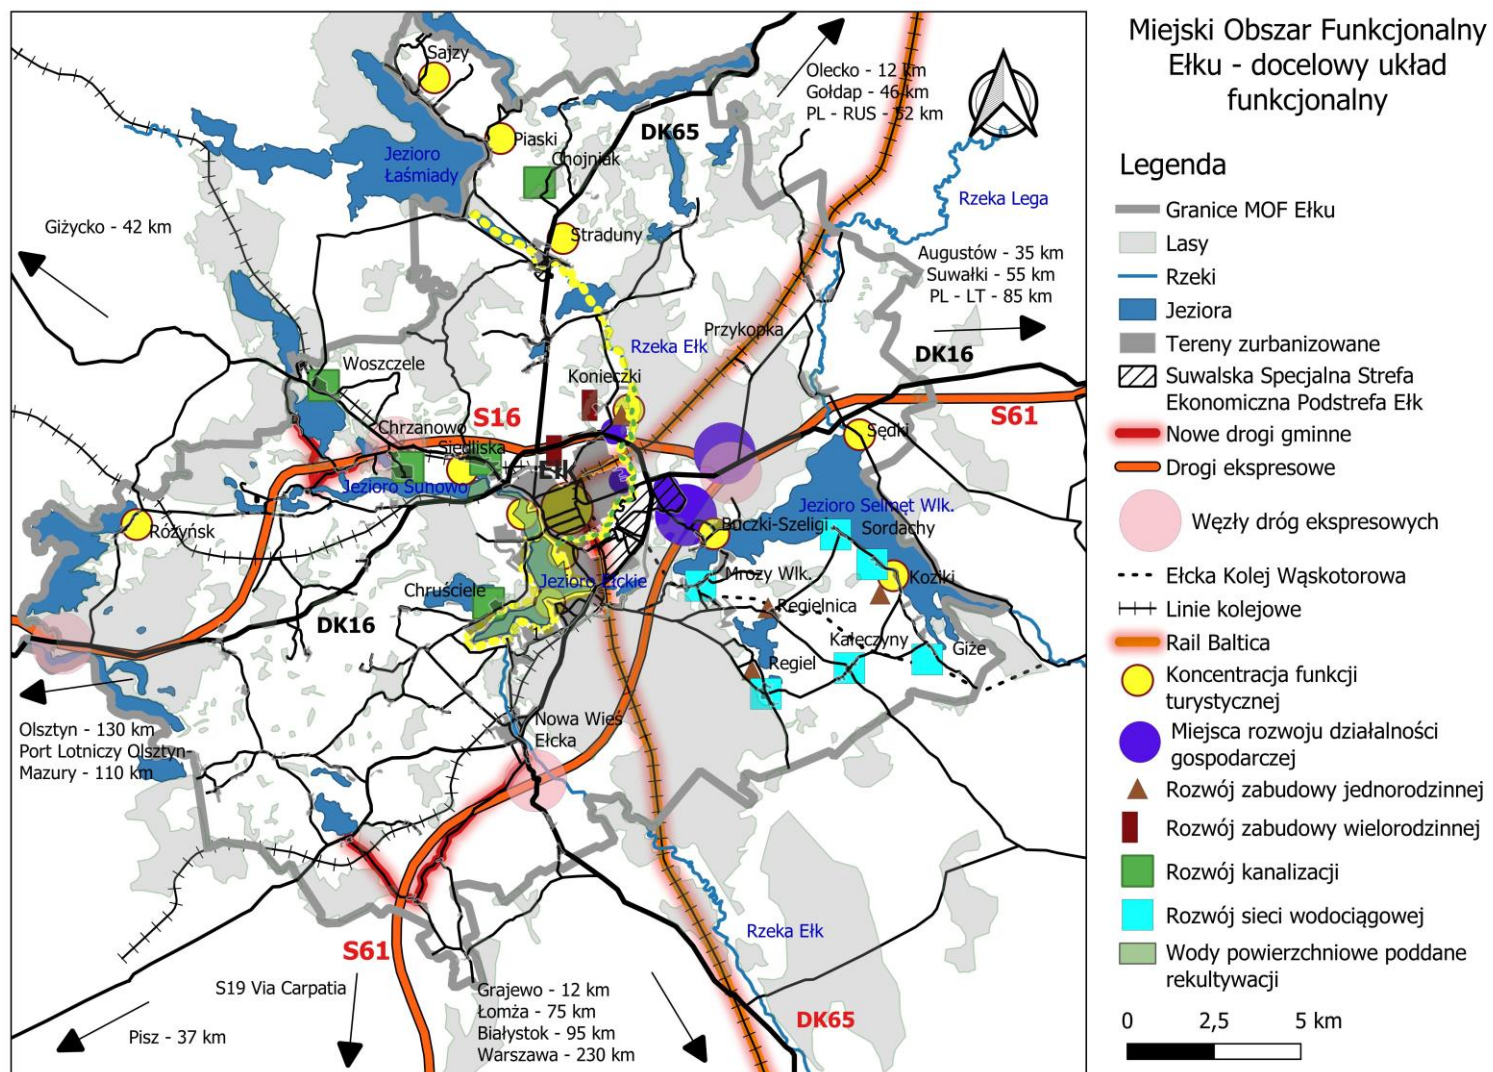 Miejski Obszar Funkcjonalny
Ełku - docelowy układ
funkcjonalny
Legenda
Granice MOF Ełku
Lasy
Rzeki
Jeziora
Tereny zurbanizowane
Suwalska Specjalna Strefa
Ekonomiczna Podstrefa Ełk
Nowe drogi gminne
Drogi ekspresowe
Węzły dróg ekspresowych
Ełcka Kolej Wąskotorowa
Linie kolejowe
Rail Baltica
Koncentracja funkcji
turystycznej
Miejsca rozwoju działalności
gospodarczej
Rozwój zabudowy jednorodzinnej
Rozwój zabudowy wielorodzinnej
Rozwój kanalizacji
Rozwój sieci wodociągowej
Wody powierzchniowe poddane
rekultywacji
0 2,5 5 km
Sajzy
Olecko - 12 km
Gołdap - 46 km
PL - RUS - 52 km
DK65
Piaski
Jezioro
Łaśmiady
Chojniak
Rzeka Lega
Giżycko - 42 km
Straduny
Augustów - 35 km
Suwałki - 55 km
PL - LT - 85 km
Przykopka
Rzeka Ełk
DK16
Woszczele
Konieczki
S16
S61
Chrzanowo
Siedliska
Sędki
Ełk
Jezioro Sunowo
Jezioro Selmęt Wlk.
Różyńsk
Buczki-Szeligi
Sordachy
Mrozy Wlk.
Koziki
Jezioro Ełckie
Chruściele
Regielnica
DK16
Kałęczyny
Giże
Regiel
Nowa Wieś
Ełcka
Olsztyn - 130 km
Port Lotniczy Olsztyn-
Mazury - 110 km
Rzeka Ełk
S61
S19 Via Carpatia
Grajewo - 12 km
Łomża - 75 km
Białystok - 95 km
Warszawa - 230 km
DK65
Pisz - 37 km